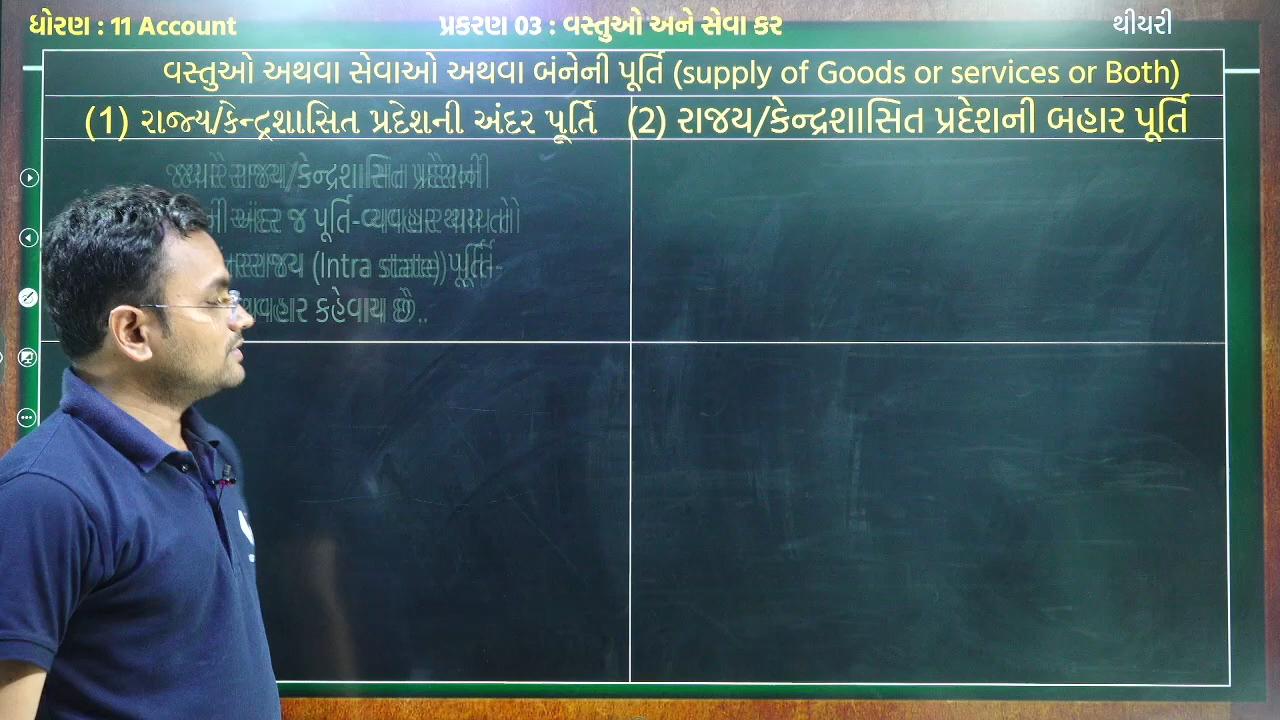 ધોરણ : 11 Account
પ્રકરણ 03 : વસ્તુઓ અને સેવા કર
થીયરી
વસ્તુઓ અથવા સેવાઓ અથવા બંનેની પૂર્તિ (supply of Goods or services or Both)
(1) રાજ્ય/કેન્દ્રશાસિત પ્રદેશની અંદર પૂર્તિ
(2) રાજય/કેન્દ્રશાસિત પ્રદેશની બહાર પૂર્તિ
જ્યારે રાજ્ય/કેન્દ્રશાસિત પ્રદેશની
અંદર જ પૂર્તિ-વ્યવહાર થાય તો
(Intra state) પૂર્તિ-
કહેવાય છે.